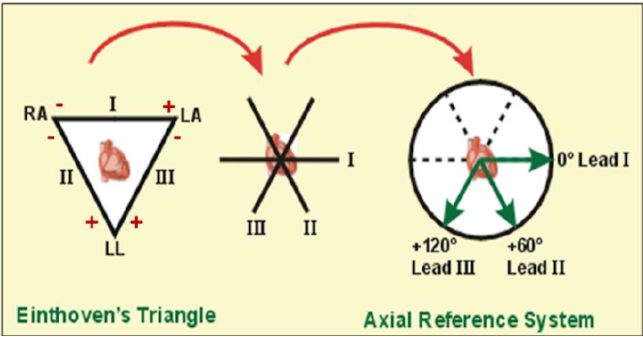 - I +
RA LA
- -
II III
+ +
LL
I
III II
0° Lead I
+120° +60°
Lead III Lead II
Einthoven's Triangle
Axial Reference System